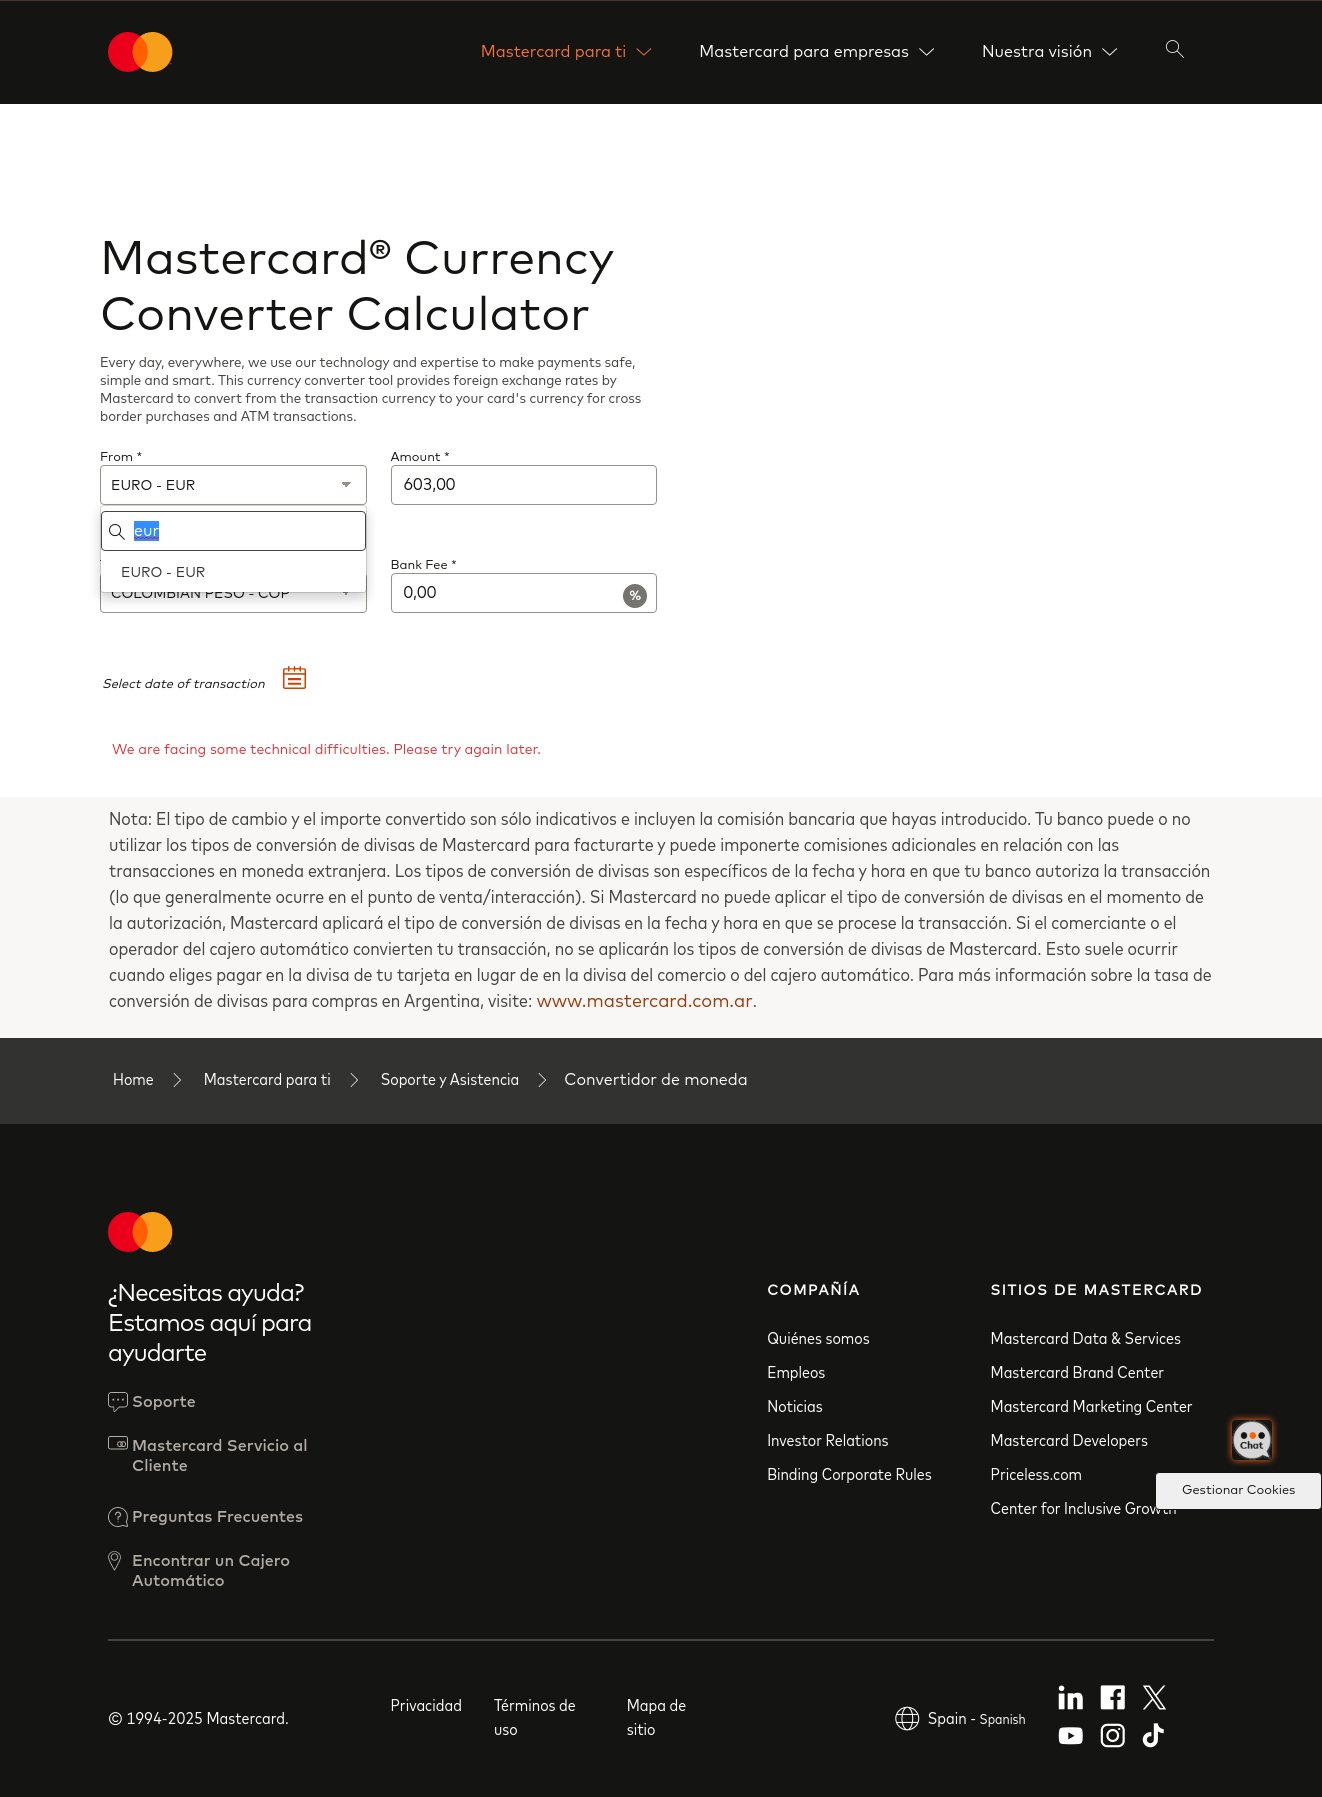 Mastercard para ti
Mastercard para empresas
Nuestra visión
Mastercard® Currency
Converter Calculator
Every day, everywhere, we use our technology and expertise to make payments safe,
simple and smart. This currency converter tool provides foreign exchange rates by
Mastercard to convert from the transaction currency to your card's currency for cross
border purchases and ATM transactions.
From *
Amount *
EURO - EUR
603,00
eur
EURO - EUR
Bank Fee *
COLOMBIAN PESO - COP
0,00
%
Select date of transaction
We are facing some technical difficulties. Please try again later.
Nota: El tipo de cambio y el importe convertido son sólo indicativos e incluyen la comisión bancaria que hayas introducido. Tu banco puede o no
utilizar los tipos de conversión de divisas de Mastercard para facturarte y puede imponerte comisiones adicionales en relación con las
transacciones en moneda extranjera. Los tipos de conversión de divisas son específicos de la fecha y hora en que tu banco autoriza la transacción
(lo que generalmente ocurre en el punto de venta/interacción). Si Mastercard no puede aplicar el tipo de conversión de divisas en el momento de
la autorización, Mastercard aplicará el tipo de conversión de divisas en la fecha y hora en que se procese la transacción. Si el comerciante o el
operador del cajero automático convierten tu transacción, no se aplicarán los tipos de conversión de divisas de Mastercard. Esto suele ocurrir
cuando eliges pagar en la divisa de tu tarjeta en lugar de en la divisa del comercio o del cajero automático. Para más información sobre la tasa de
conversión de divisas para compras en Argentina, visite: www.mastercard.com.ar.
Home
Mastercard para ti
Soporte y Asistencia
Convertidor de moneda
¿Necesitas ayuda?
Estamos aquí para
ayudarte
Soporte
Mastercard Servicio al
Cliente
Preguntas Frecuentes
Encontrar un Cajero
Automático
COMPAÑÍA
Quiénes somos
Empleos
Noticias
Investor Relations
Binding Corporate Rules
SITIOS DE MASTERCARD
Mastercard Data & Services
Mastercard Brand Center
Mastercard Marketing Center
Mastercard Developers
Priceless.com
Center for Inclusive Growth
Chat
Gestionar Cookies
© 1994-2025 Mastercard.
Privacidad
Términos de
uso
Mapa de
sitio
Spain - Spanish